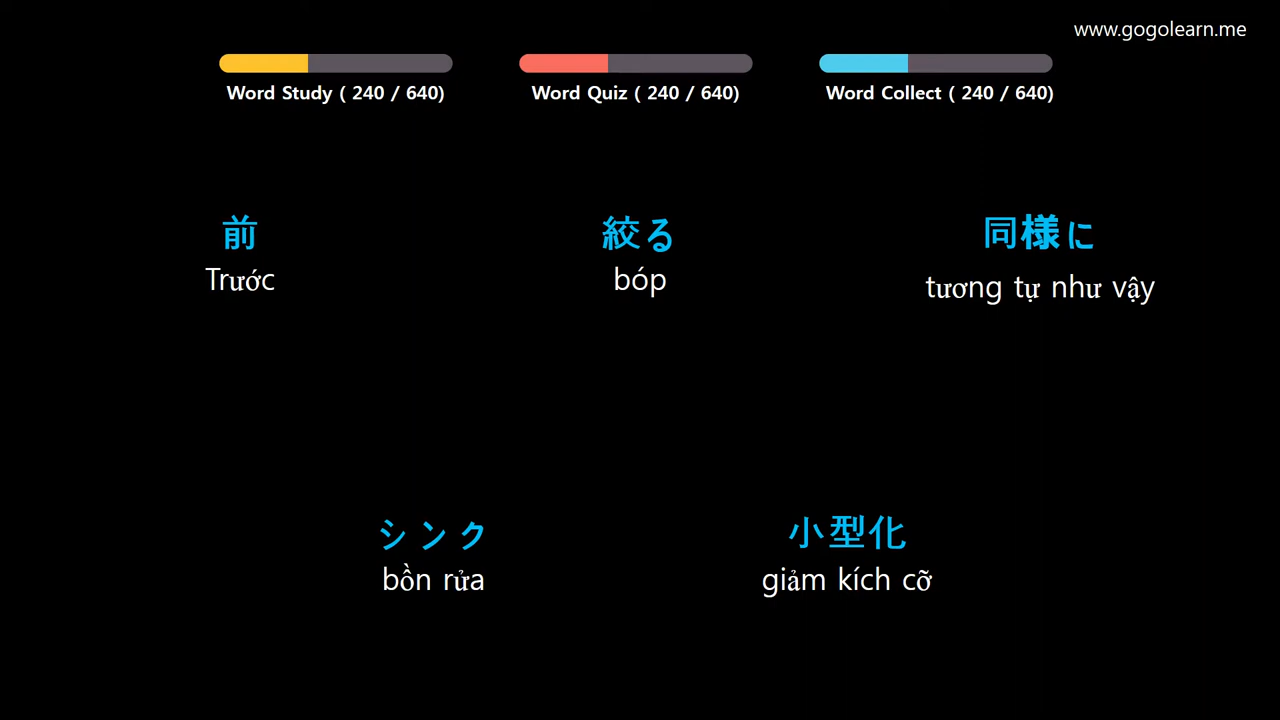 www.gogolearn.me
Word Study ( 240 / 640)
Word Quiz ( 240 / 640)
Word Collect ( 240 / 640)
前
Trước
絞る
bóp
同様に
tương tự như vậy
シンク
bồn rửa
小型化
giảm kích cỡ